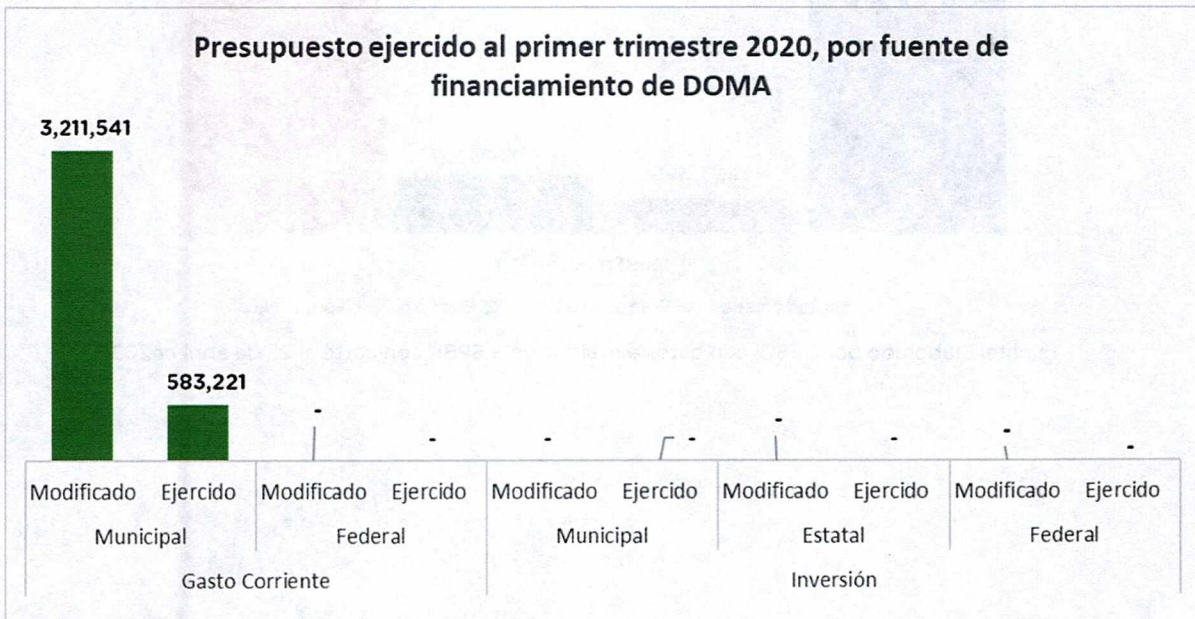 Presupuesto ejercido al primer trimestre 2020, por fuente de
financiamiento de DOMA
3,211,541
583,221
- - - - - - - -
Modificado Ejercido Modificado Ejercido Modificado Ejercido Modificado Ejercido Modificado Ejercido
Municipal Federal Municipal Estatal Federal
Gasto Corriente Inversión